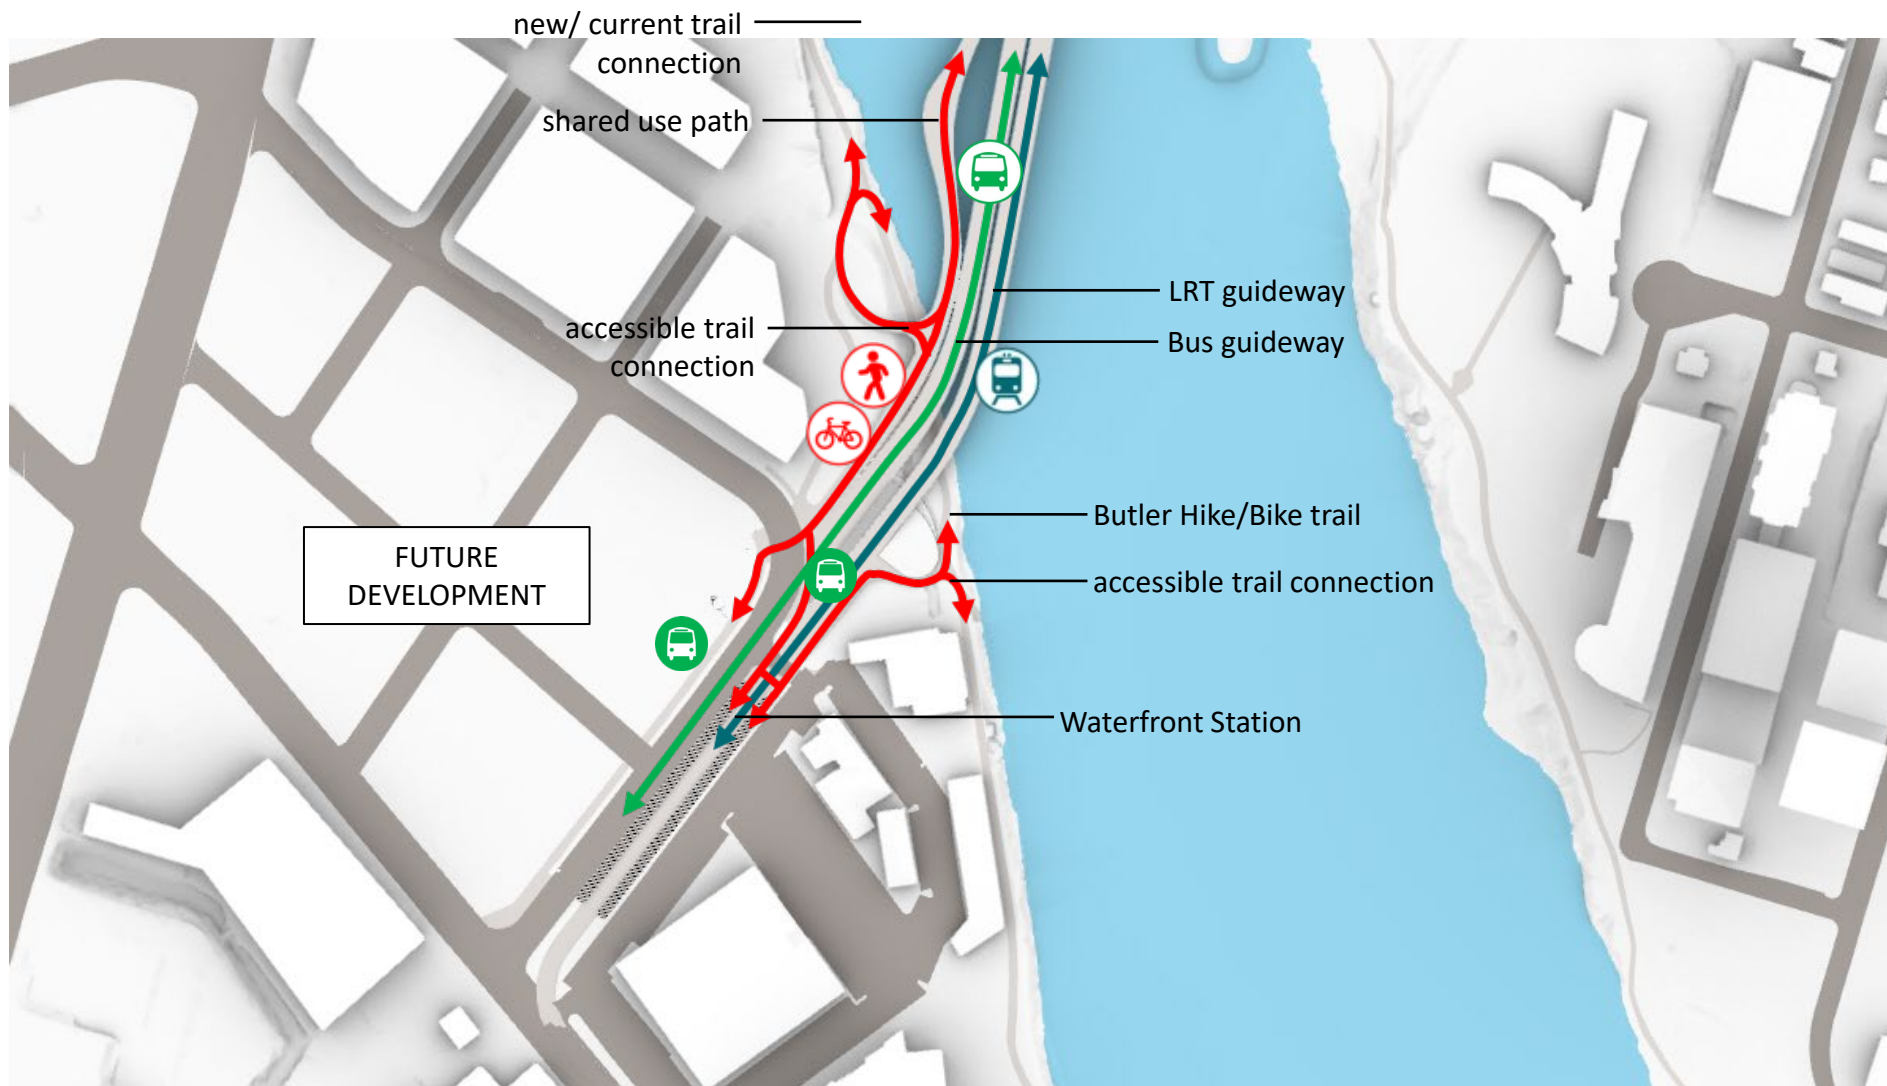 new/ current trail
connection
shared use path
LRT guideway
accessible trail
connection
Bus guideway
Butler Hike/Bike trail
FUTURE
DEVELOPMENT
accessible trail connection
Waterfront Station